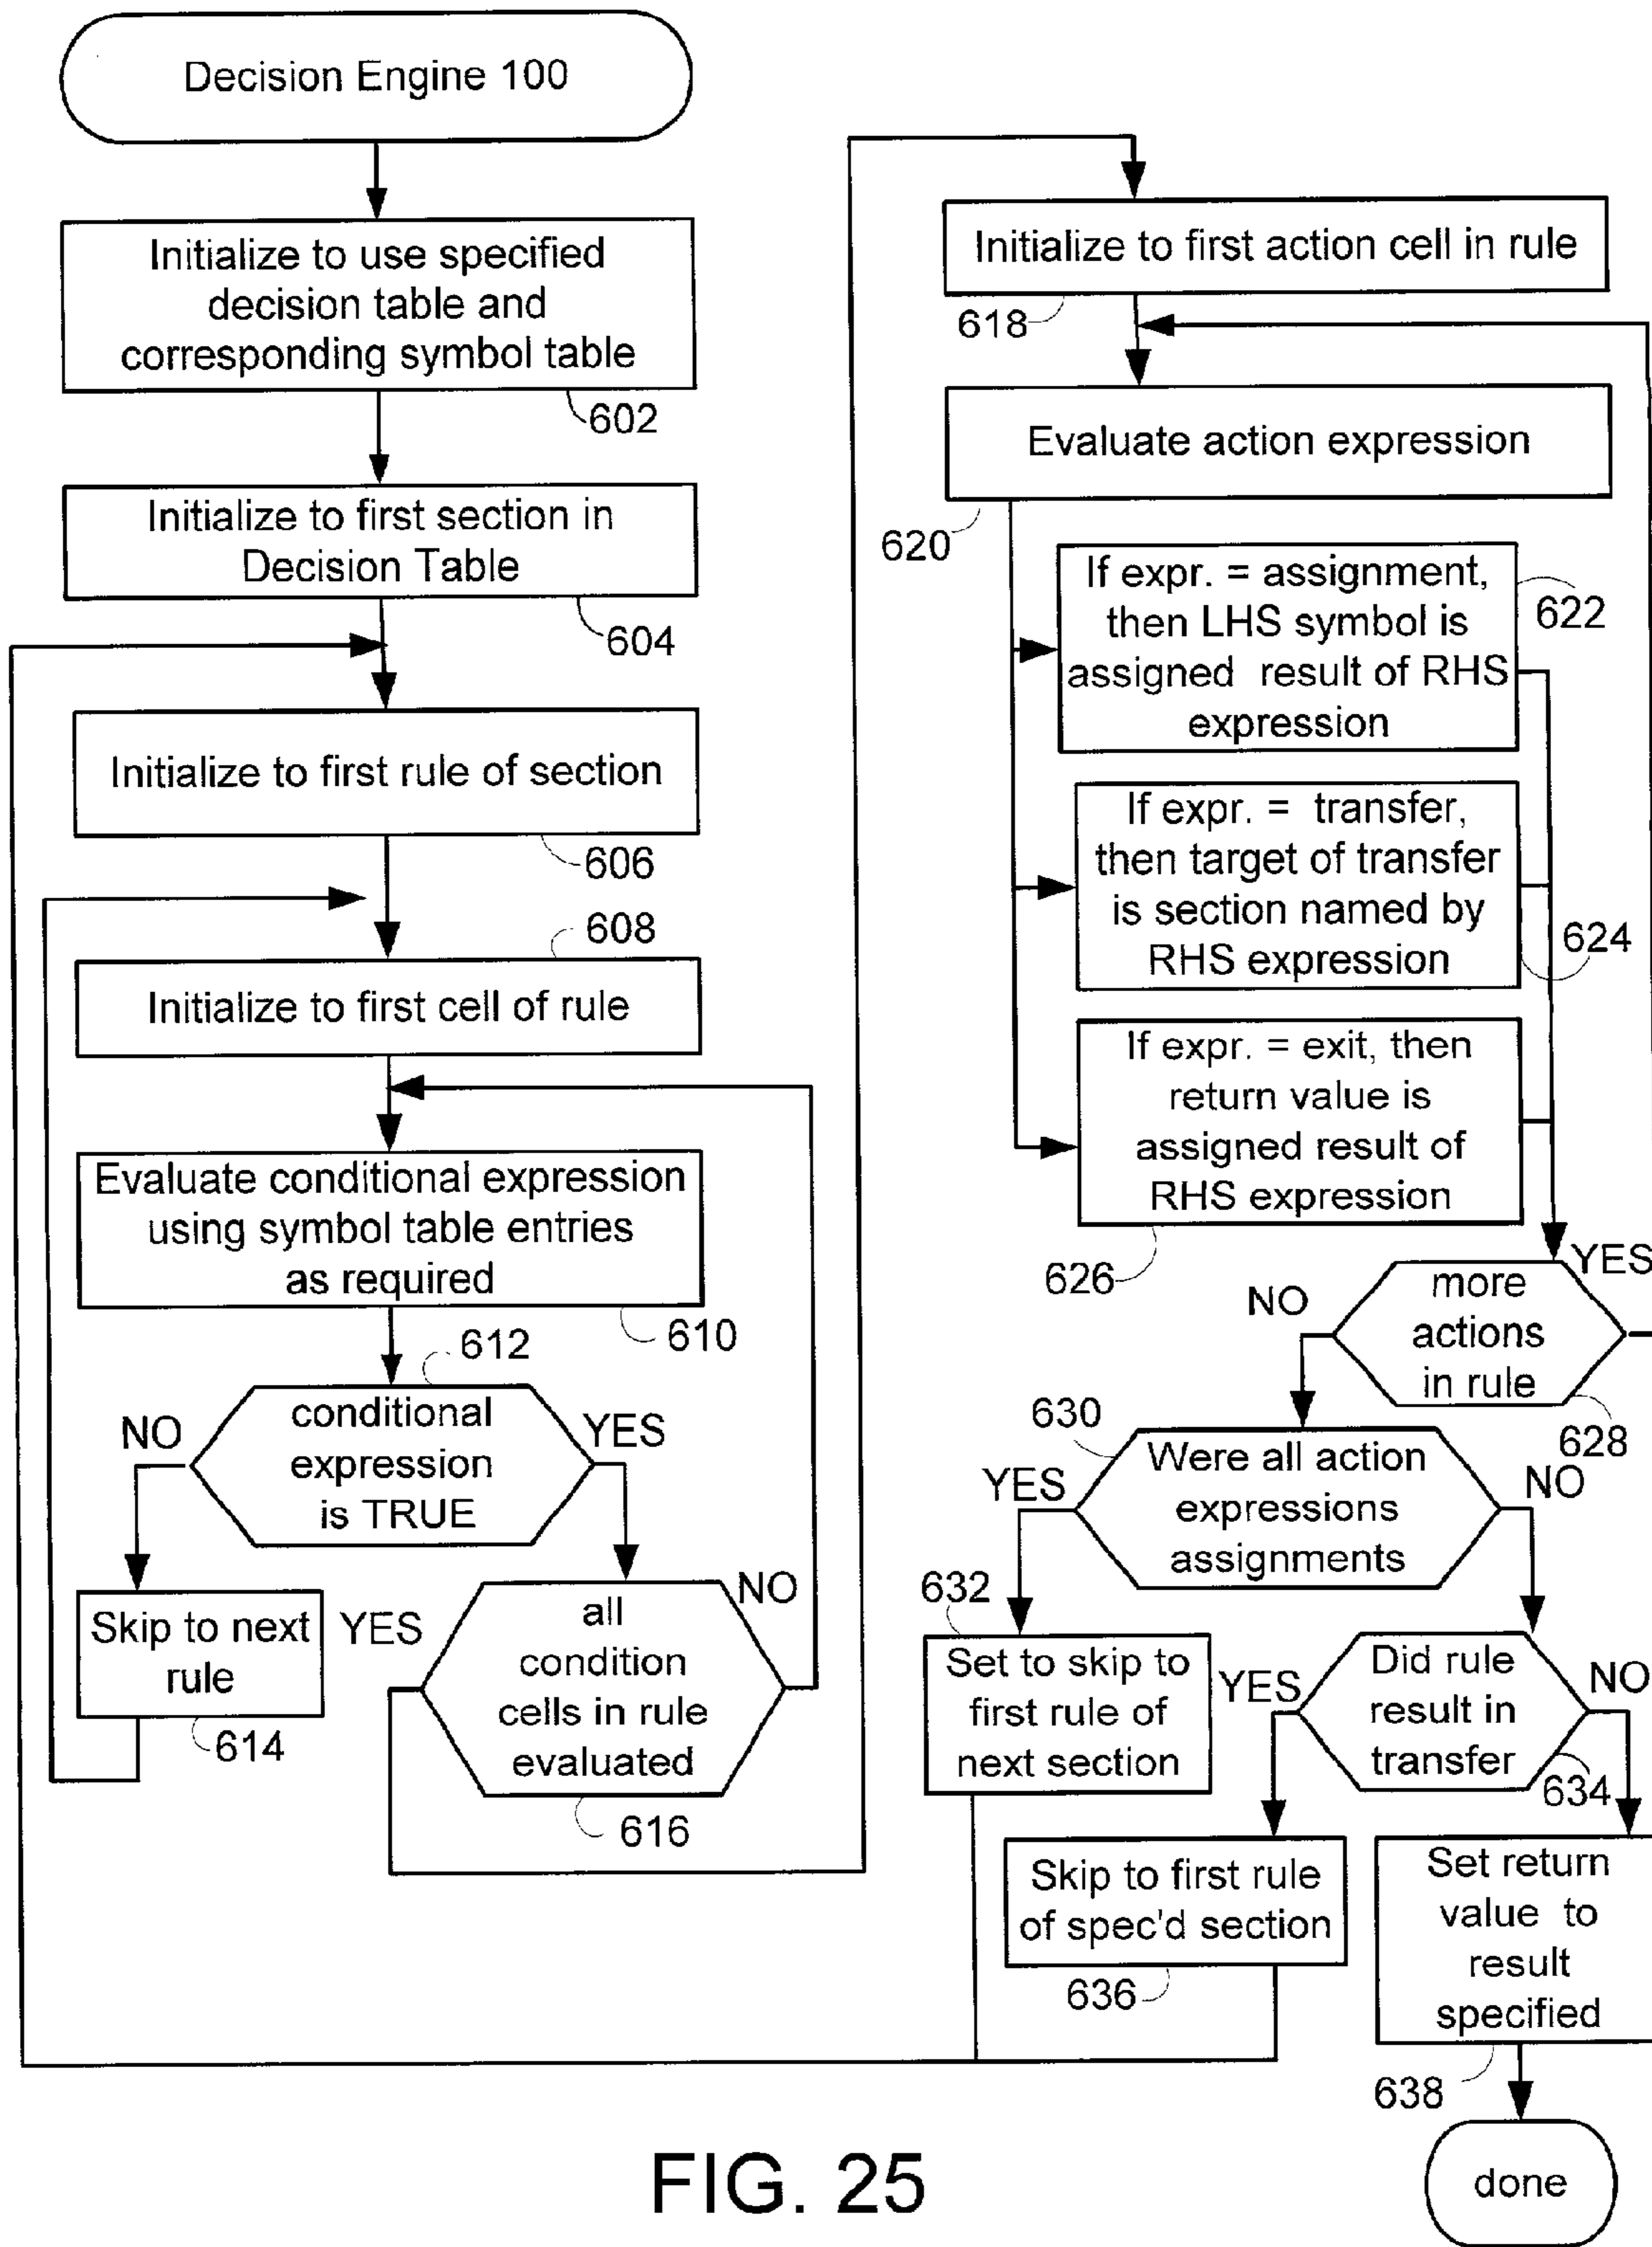 Decision Engine 100
Initialize to use specified
decision table and
corresponding symbol table
602
Initialize to first section in
Decision Table
604
Initialize to first rule of section
606
608
Initialize to first cell of rule
Evaluate conditional expression
using symbol table entries
as required
610
612
conditional
expression
is TRUE
NO
YES
Skip to next
rule
614
YES
NO
all
condition
cells in rule
evaluated
616
Initialize to first action cell in rule
618
Evaluate action expression
620
If expr. = assignment,
then LHS symbol is
assigned result of RHS
expression
622
If expr. = transfer,
then target of transfer
is section named by
RHS expression
624
If expr. = exit, then
return value is
assigned result of
RHS expression
626
YES
NO
more
actions
in rule
628
630
Were all action
expressions
assignments
YES
NO
632
Set to skip to
first rule of
next section
YES
Did rule
result in
transfer
NO
634
Skip to first rule
of spec'd section
636
Set return
value to
result
specified
638
done
FIG. 25